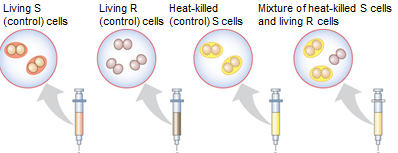 Living S
(control) cells
Living R
(control) cells
Heat-killed
(control) S cells
Mixture of heat-killed S cells
and living R cells